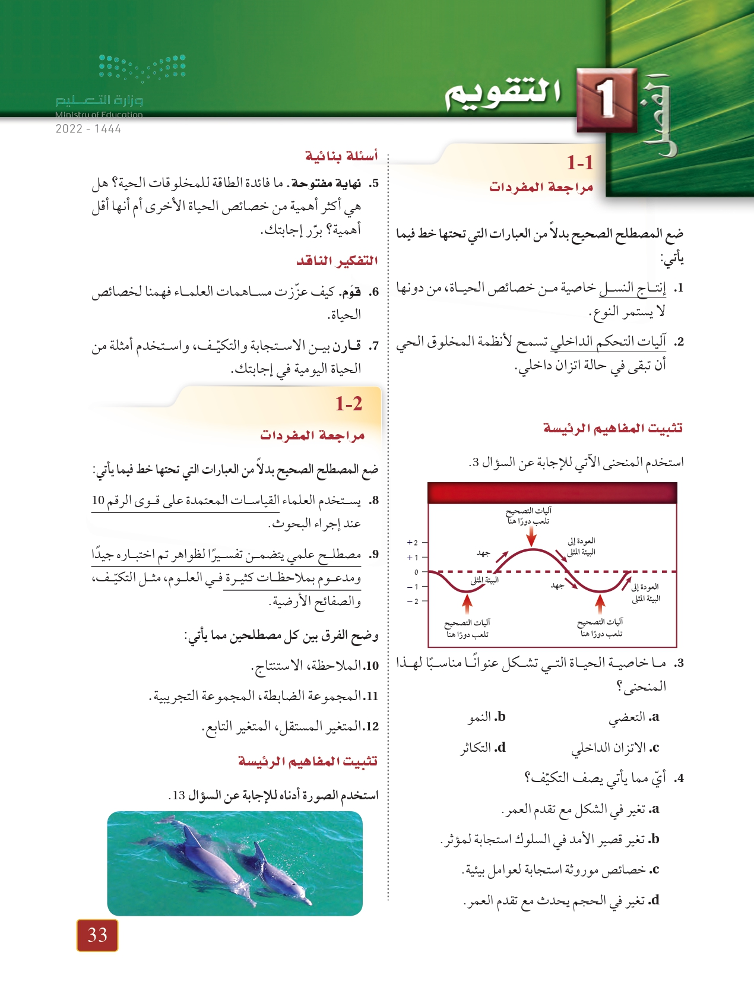 الفصل
1
التقويم
وزارة التعليم
Ministry of Education
2022 - 1444
1-1
مراجعة المفردات
ضع المصطلح الصحيح بدلاً من العبارات التي تحتها خط فيما
يأتي:
1. إنتاج النسل خاصية من خصائص الحياة، من دونها
لا يستمر النوع.
2. آليات التحكم الداخلي تسمح لأنظمة المخلوق الحي
أن تبقى في حالة اتزان داخلي.
تثبيت المفاهيم الرئيسة
استخدم المنحنى الآتي للإجابة عن السؤال 3.
آليات التصحيح
تلعب دورًا هنا
+2
+1
0
−1
−2
جهد
العودة إلى
البيئة المثلى
البيئة المثلى
جهد
العودة إلى
البيئة المثلى
آليات التصحيح
تلعب دورًا هنا
آليات التصحيح
تلعب دورًا هنا
3. ما خاصية الحياة التي تشكل عنوانًا مناسبًا لهذا
المنحنى؟
a. التعضي b. النمو
c. الاتزان الداخلي d. التكاثر
4. أيّ مما يأتي يصف التكيّف؟
a. تغير في الشكل مع تقدم العمر.
b. تغير قصير الأمد في السلوك استجابة لمؤثر.
c. خصائص موروثة استجابة لعوامل بيئية.
d. تغير في الحجم يحدث مع تقدم العمر.
أسئلة بنائية
5. نهاية مفتوحة. ما فائدة الطاقة للمخلوقات الحية؟ هل
هي أكثر أهمية من خصائص الحياة الأخرى أم أنها أقل
أهمية؟ برّر إجابتك.
التفكير الناقد
6. قوّم. كيف عزّزت مساهمات العلماء فهمنا لخصائص
الحياة.
7. قارن بين الاستجابة والتكيّف، واستخدم أمثلة من
الحياة اليومية في إجابتك.
1-2
مراجعة المفردات
ضع المصطلح الصحيح بدلاً من العبارات التي تحتها خط فيما يأتي:
8. يستخدم العلماء القياسات المعتمدة على قوى الرقم 10
عند إجراء البحوث.
9. مصطلح علمي يتضمن تفسيرًا لظواهر تم اختباره جيدًا
ومدعوم بملاحظات كثيرة في العلوم، مثل التكيّف،
والصفائح الأرضية.
وضح الفرق بين كل مصطلحين مما يأتي:
10. الملاحظة، الاستنتاج.
11. المجموعة الضابطة، المجموعة التجريبية.
12. المتغير المستقل، المتغير التابع.
تثبيت المفاهيم الرئيسة
استخدم الصورة أدناه للإجابة عن السؤال 13.
33